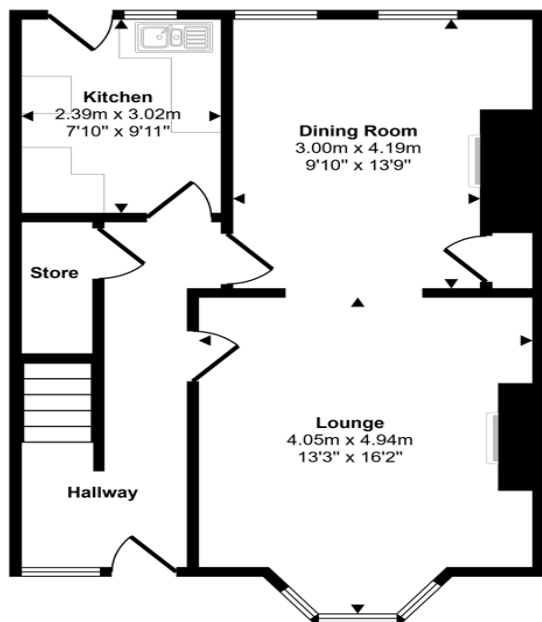 Kitchen
2.39m x 3.02m
7'10" x 9'11"
Dining Room
3.00m x 4.19m
9'10" x 13'9"
Store
Lounge
4.05m x 4.94m
13'3" x 16'2"
Hallway